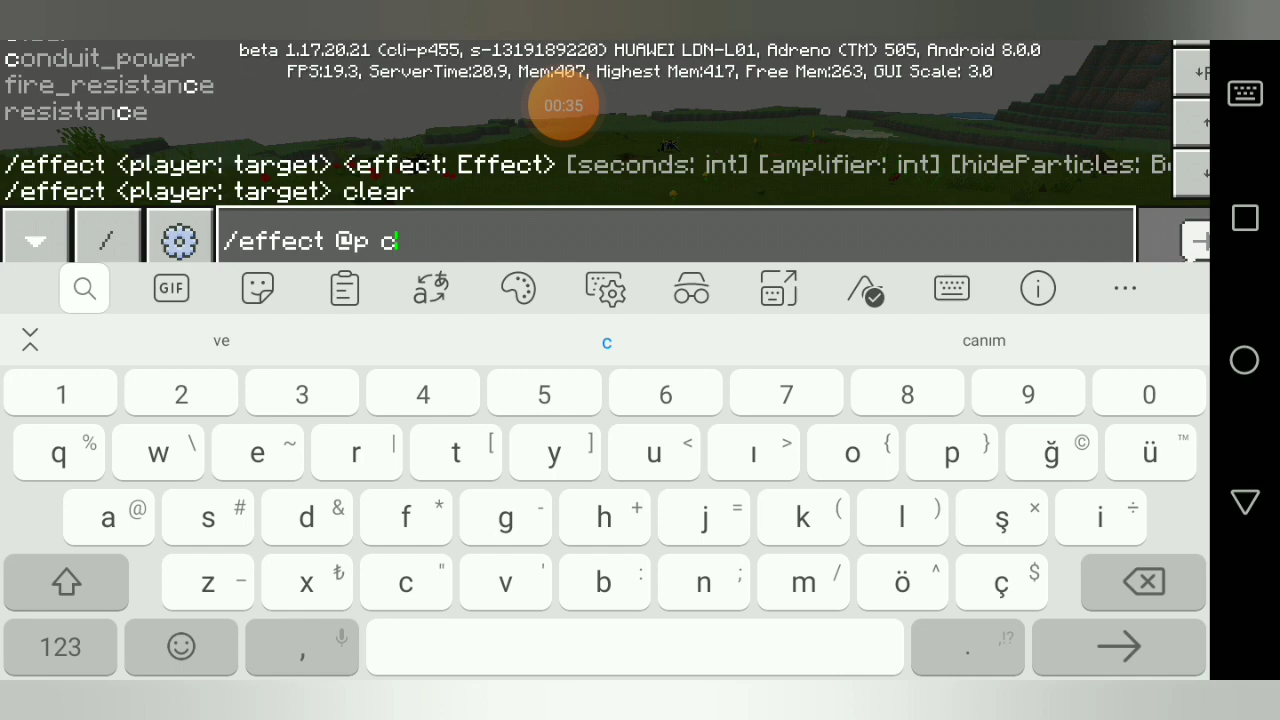 conduit_power
fire_resistance
resistance
beta 1.17.20.21 (cli-p455, s-1319189220) HUAWEI LDN-L01, Adreno (TM) 505, Android 8.0.0
FPS:19.3, ServerTime:20.9, Mem:407, Highest Mem:417, Free Mem:263, GUI Scale: 3.0
00:35
/effect <player: target> <effect: Effect> [seconds: int] [amplifier: int] [hideParticles: Bo
/effect <player: target> clear
/ /effect @p c
GIF
ve c canım
1 2 3 4 5 6 7 8 9 0
q % w \ e ~ r | t [ y ] u < ı > o { p } ğ © ü ™
a @ s # d & f * g - h + j = k ( l ) ş × i ÷
z _ x ₺ c " v ' b : n ; m / ö ^ ç $
123 , . ,!?